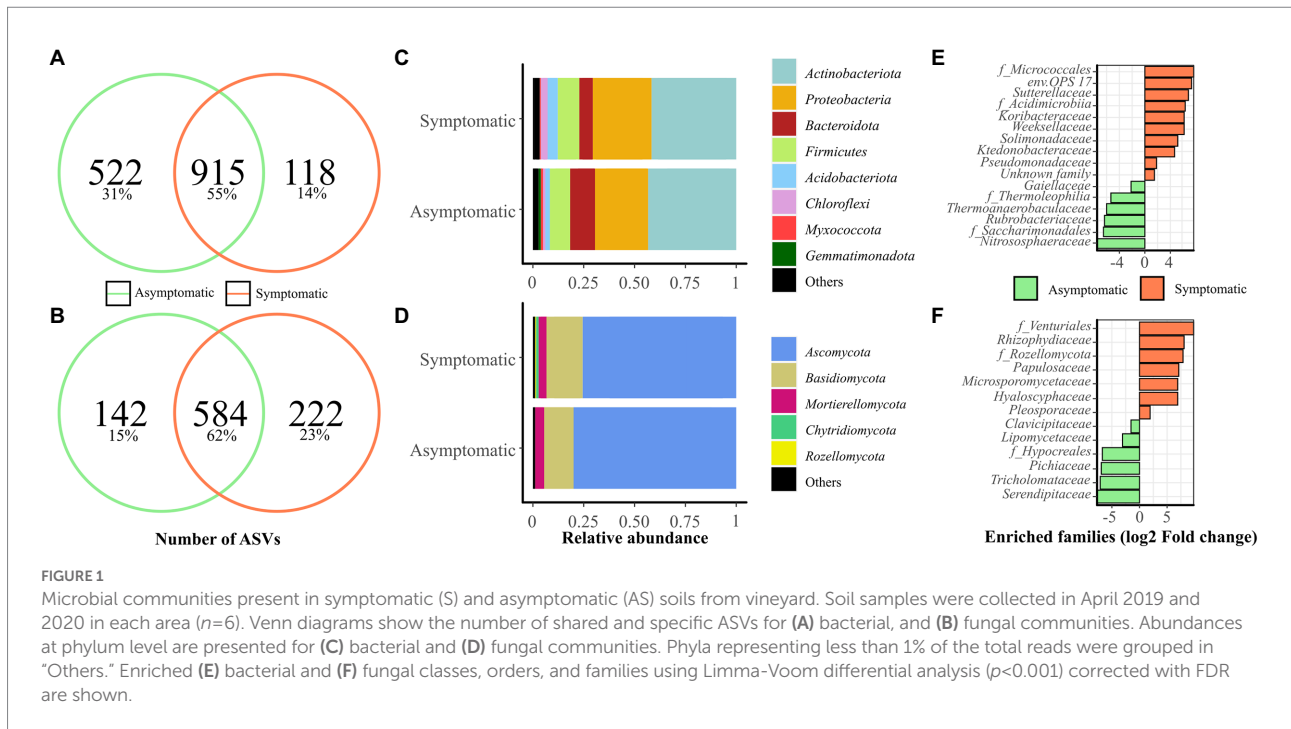 A
522
31%
915
55%
118
14%
Asymptomatic
Symptomatic
B
142
15%
584
62%
222
23%
Number of ASVs
C
Symptomatic
Asymptomatic
0
0.25
0.50
0.75
1
Actinobacteriota
Proteobacteria
Bacteroidota
Firmicutes
Acidobacteriota
Chloroflexi
Myxococcota
Gemmatimonadota
Others
D
Symptomatic
Asymptomatic
0
0.25
0.50
0.75
1
Relative abundance
Ascomycota
Basidiomycota
Mortierellomycota
Chytridiomycota
Rozellomycota
Others
E
f_Micrococcales
env.OPS 17
Sutterellaceae
f_Acidimicrobiia
Koribacteraceae
Weeksellaceae
Solimonadaceae
Ktedonobacteraceae
Pseudomonadaceae
Unknown family
Gaiellaceae
f_Thermoleophilia
Thermoanaerobaculaceae
Rubrobacteriaceae
f_Saccharimonadales
Nitrososphaeraceae
-4
0
4
Asymptomatic
Symptomatic
F
f_Venturiales
Rhizophydiaceae
f_Rozellomycota
Papulosaceae
Microsporomycetaceae
Hyaloscyphaceae
Pleosporaceae
Clavicipitaceae
Lipomycetaceae
f_Hypocreales
Pichiaceae
Tricholomataceae
Serendipitaceae
-5
0
5
Enriched families (log2 Fold change)
FIGURE 1
Microbial communities present in symptomatic (S) and asymptomatic (AS) soils from vineyard. Soil samples were collected in April 2019 and
2020 in each area (n=6). Venn diagrams show the number of shared and specific ASVs for (A) bacterial, and (B) fungal communities. Abundances
at phylum level are presented for (C) bacterial and (D) fungal communities. Phyla representing less than 1% of the total reads were grouped in
“Others.” Enriched (E) bacterial and (F) fungal classes, orders, and families using Limma-Voom differential analysis (p<0.001) corrected with FDR
are shown.